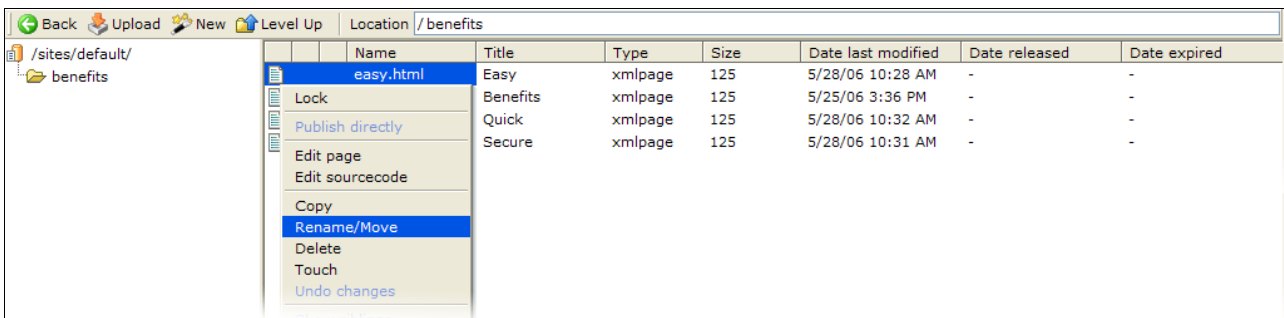 Back Upload New Level Up Location /benefits
/sites/default/
benefits
Name Title Type Size Date last modified Date released Date expired
easy.html Easy xmlpage 125 5/28/06 10:28 AM - -
Benefits xmlpage 125 5/25/06 3:36 PM - -
Quick xmlpage 125 5/28/06 10:32 AM - -
Secure xmlpage 125 5/28/06 10:31 AM - -
Lock
Publish directly
Edit page
Edit sourcecode
Copy
Rename/Move
Delete
Touch
Undo changes